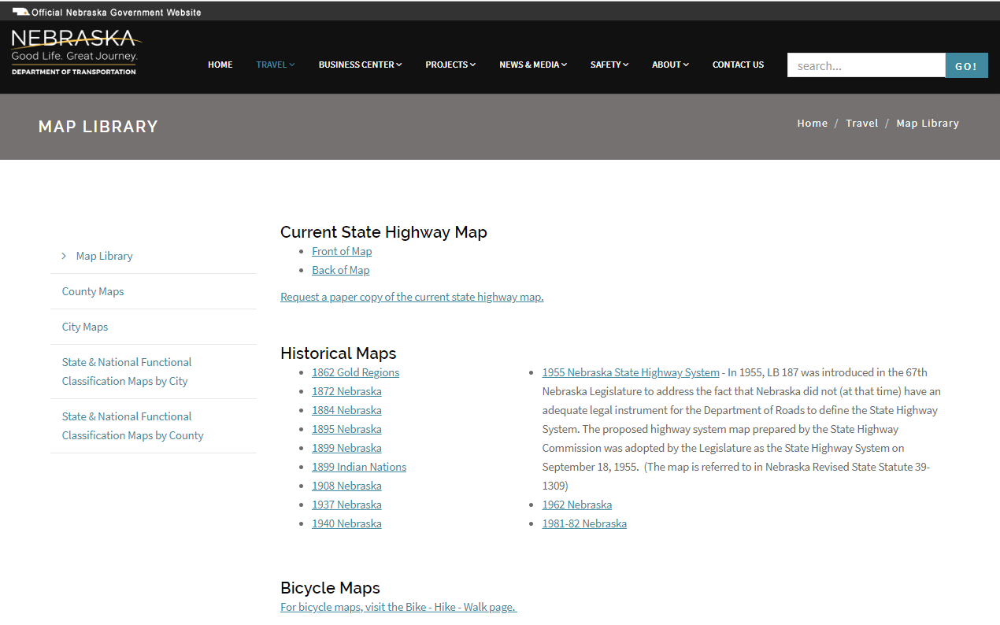 Official Nebraska Government Website
NEBRASKA
Good Life. Great Journey.
DEPARTMENT OF TRANSPORTATION
HOME
TRAVEL
BUSINESS CENTER
PROJECTS
NEWS & MEDIA
SAFETY
ABOUT
CONTACT US
search...
GO!
MAP LIBRARY
Home / Travel / Map Library
Map Library
County Maps
City Maps
State & National Functional
Classification Maps by City
State & National Functional
Classification Maps by County
Current State Highway Map
Front of Map
Back of Map
Request a paper copy of the current state highway map.
Historical Maps
1862 Gold Regions
1872 Nebraska
1884 Nebraska
1895 Nebraska
1899 Nebraska
1899 Indian Nations
1908 Nebraska
1937 Nebraska
1940 Nebraska
1955 Nebraska State Highway System - In 1955, LB 187 was introduced in the 67th
Nebraska Legislature to address the fact that Nebraska did not (at that time) have an
adequate legal instrument for the Department of Roads to define the State Highway
System. The proposed highway system map prepared by the State Highway
Commission was adopted by the Legislature as the State Highway System on
September 18, 1955. (The map is referred to in Nebraska Revised State Statute 39-
1309)
1962 Nebraska
1981-82 Nebraska
Bicycle Maps
For bicycle maps, visit the Bike - Hike - Walk page.